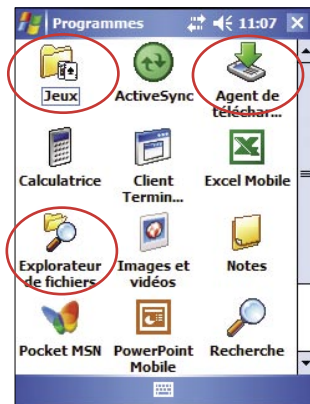 Programmes 11:07
Jeux ActiveSync Agent de
téléchar...
Calculatrice Client Excel Mobile
Termin...
Explorateur Images et Notes
de fichiers vidéos
Pocket MSN PowerPoint Recherche
Mobile